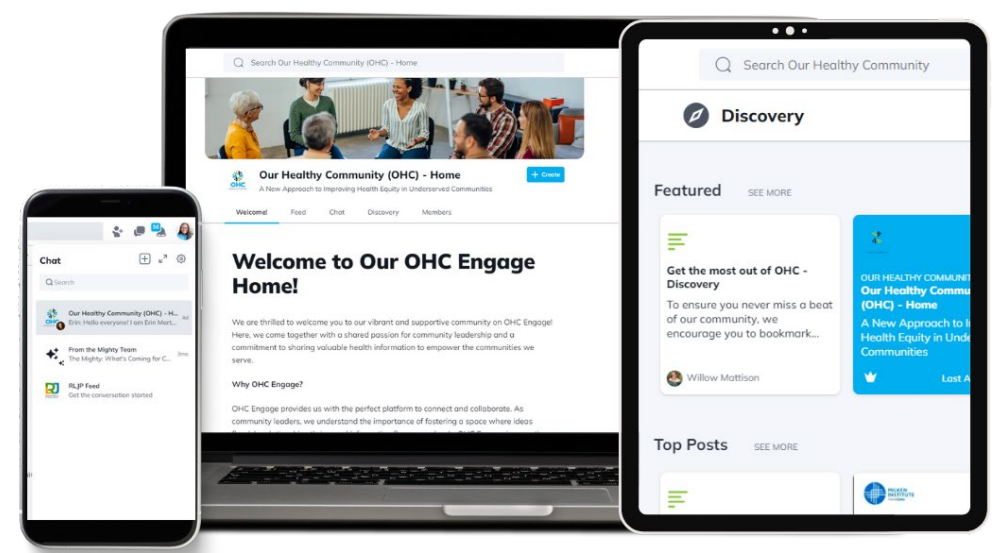 Chat
Search
Our Healthy Community (OHC) - H...
Erin: Hello everyone! I am Erin Mart...
From the Mighty Team
The Mighty: What's Coming for C...
3mo
RLJP Feed
Get the conversation started
Search Our Healthy Community (OHC) - Home
OHC
Our Healthy Community (OHC) - Home
+ Create
A New Approach to Improving Health Equity in Underserved Communities
Welcome! Feed Chat Discovery Members
Welcome to Our OHC Engage
Home!
We are thrilled to welcome you to our vibrant and supportive community on OHC Engage!
Here, we come together with a shared passion for community leadership and a
commitment to sharing valuable health information to empower the communities we
serve.
Why OHC Engage?
OHC Engage provides us with the perfect platform to connect and collaborate. As
community leaders, we understand the importance of fostering a space where ideas
Search Our Healthy Community
Discovery
Featured SEE MORE
Get the most out of OHC -
Discovery
To ensure you never miss a beat
of our community, we
encourage you to bookmark...
Willow Mattison
OUR HEALTHY COMMUNIT
Our Healthy Commu
(OHC) - Home
A New Approach to I
Health Equity in Unde
Communities
Last A
Top Posts SEE MORE
MILKEN
INSTITUTE